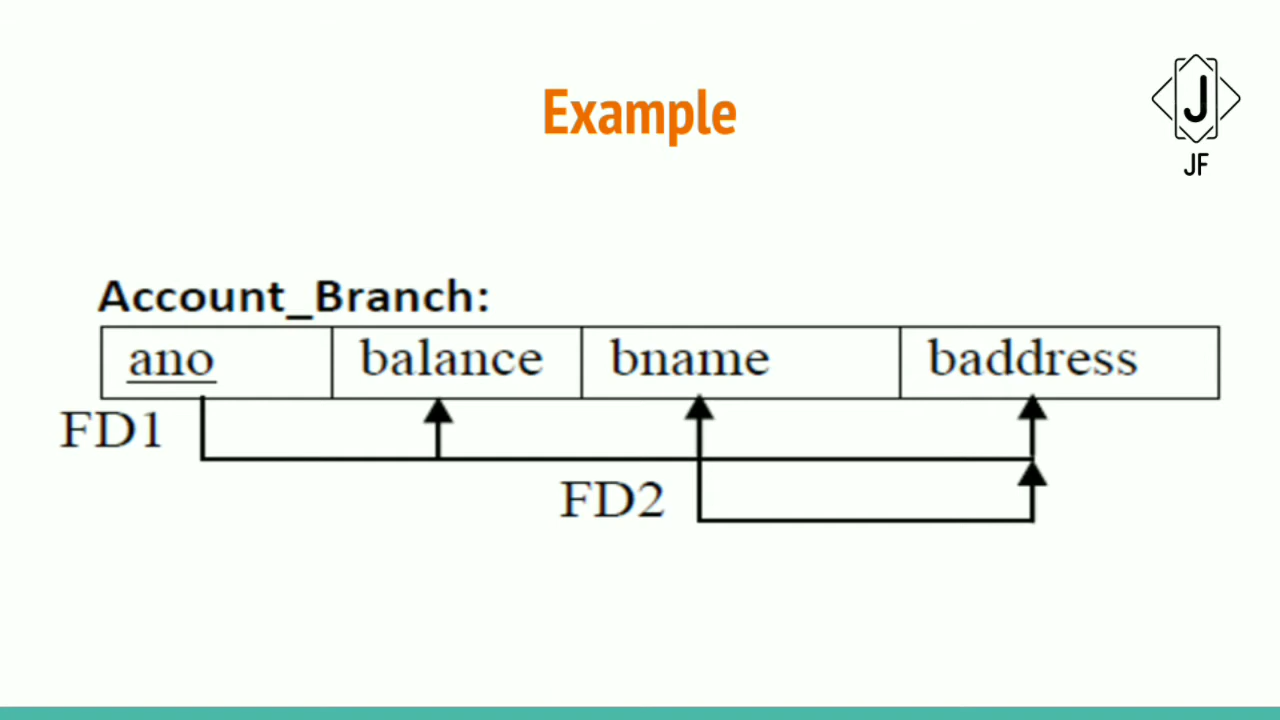 Example
J
JF
Account_Branch:
ano balance bname baddress
FD1
FD2